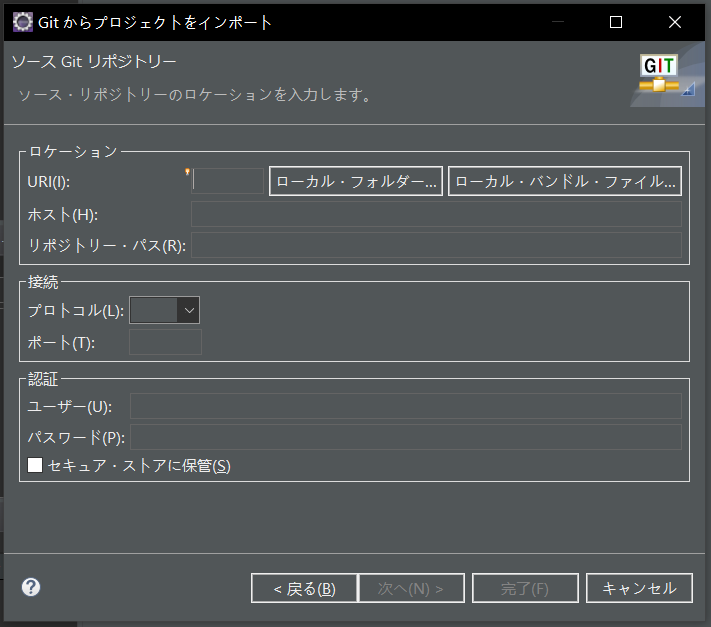 Git からプロジェクトをインポート
ソース Git リポジトリー
GIT
ソース・リポジトリーのロケーションを入力します。
ロケーション
URI(I): ローカル・フォルダー... ローカル・バンドル・ファイル...
ホスト(H):
リポジトリー・パス(R):
接続
プロトコル(L):
ポート(T):
認証
ユーザー(U):
パスワード(P):
セキュア・ストアに保管(S)
? < 戻る(B) 次へ(N) > 完了(F) キャンセル